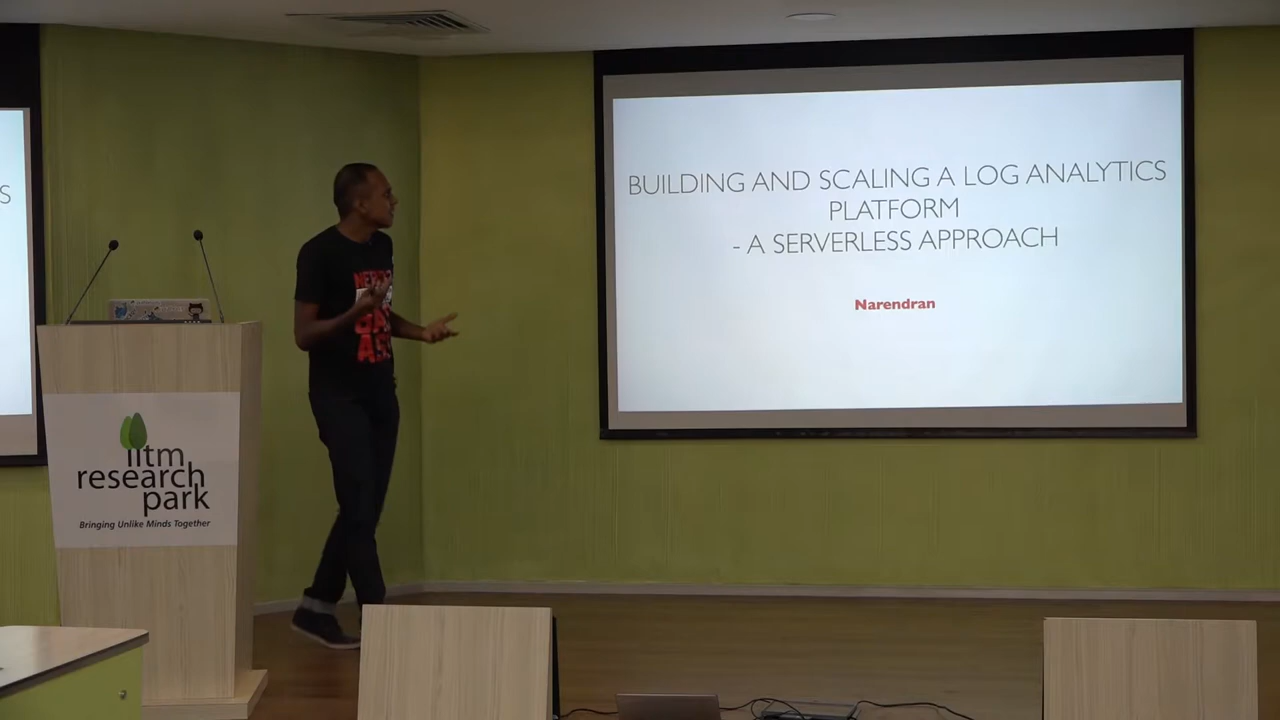 S
BUILDING AND SCALING A LOG ANALYTICS
PLATFORM
- A SERVERLESS APPROACH
Narendran
iitm
research
park
Bringing Unlike Minds Together